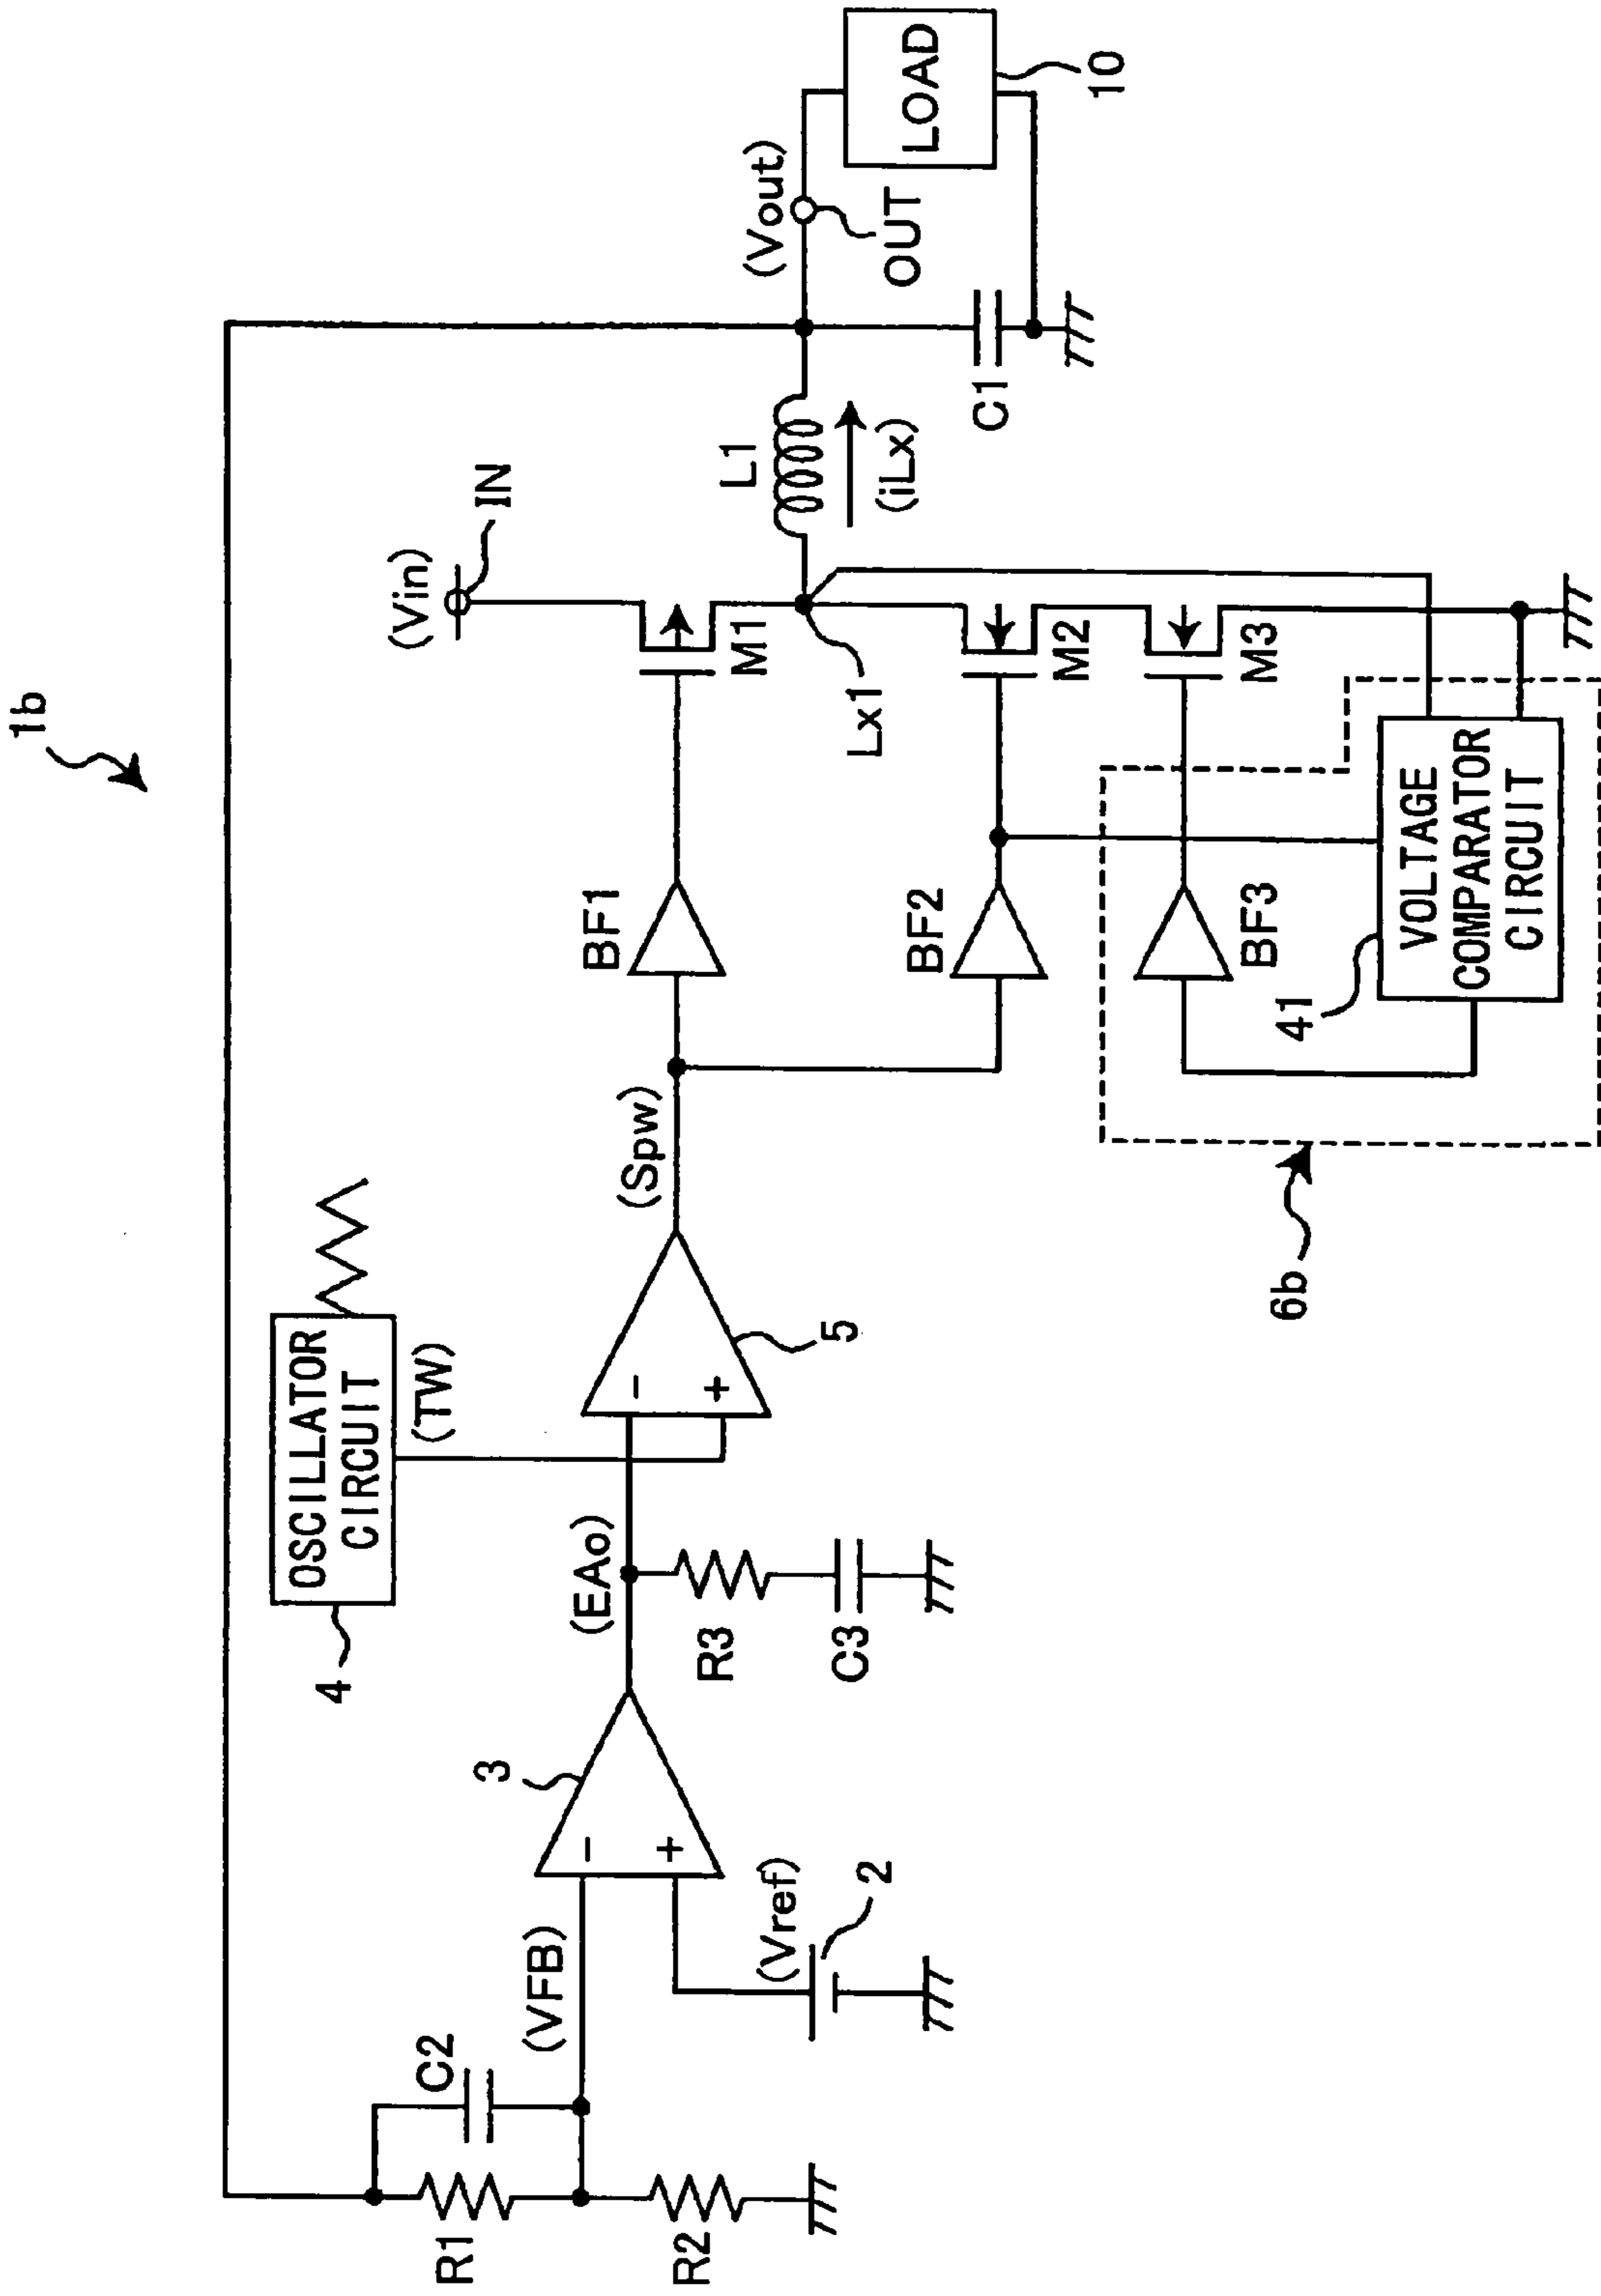 1b
OSCILLATOR
CIRCUIT
4
(TW)
(Vin)
IN
C2
R1
(VFB)
3
(EAo)
(Spw)
BF1
M1
L1
(Vout)
LOAD
10
OUT
(iLx)
C1
R2
(Vref)
2
R3
C3
5
Lx1
BF2
M2
BF3
M3
41
VOLTAGE
COMPARATOR
CIRCUIT
6b
-
+
-
+